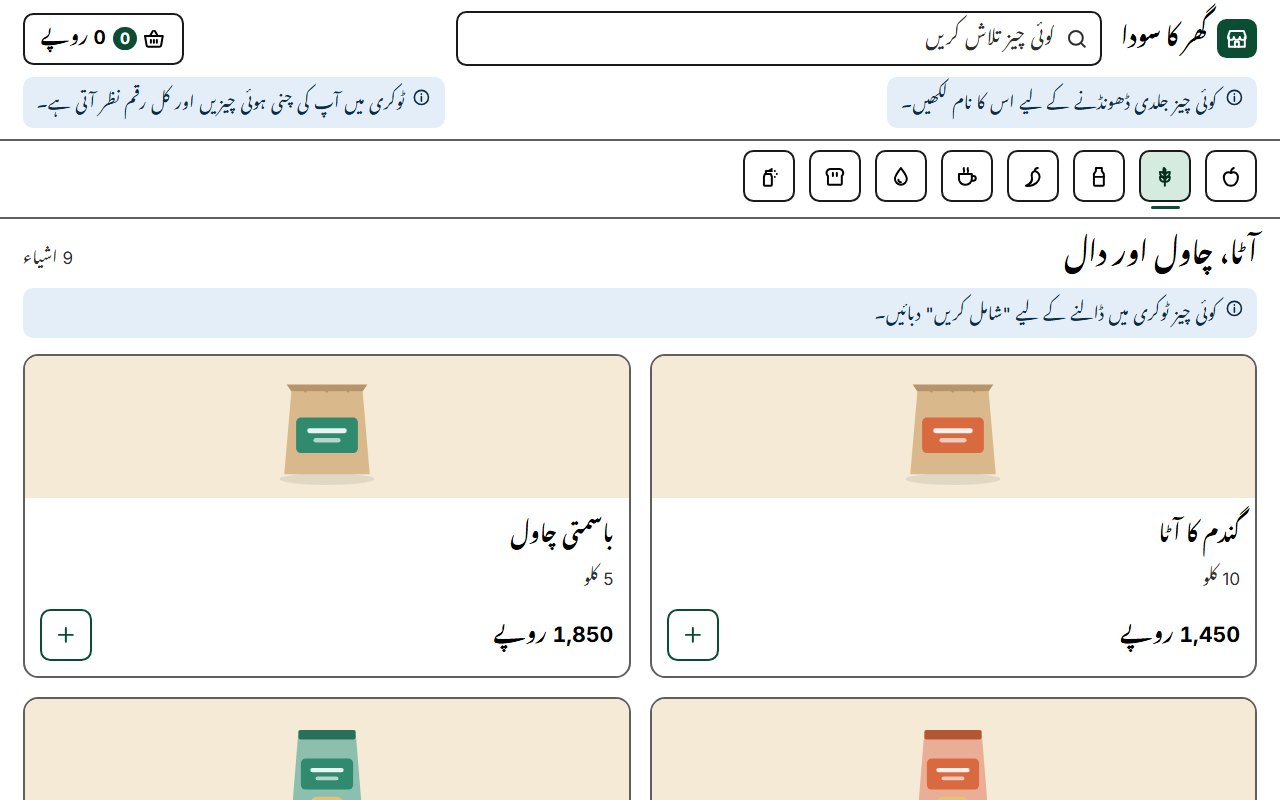 گھر کا سودا
کوئی چیز تلاش کریں
0 0 روپے
کوئی چیز جلدی ڈھونڈنے کے لیے اس کا نام لکھیں۔
ٹوکری میں آپ کی چنی ہوئی چیزیں اور کل رقم نظر آتی ہے۔
آٹا، چاول اور دال
9 اشیاء
کوئی چیز ٹوکری میں ڈالنے کے لیے "شامل کریں" دبائیں۔
گندم کا آٹا
10 کلو
1,450 روپے
باسمتی چاول
5 کلو
1,850 روپے